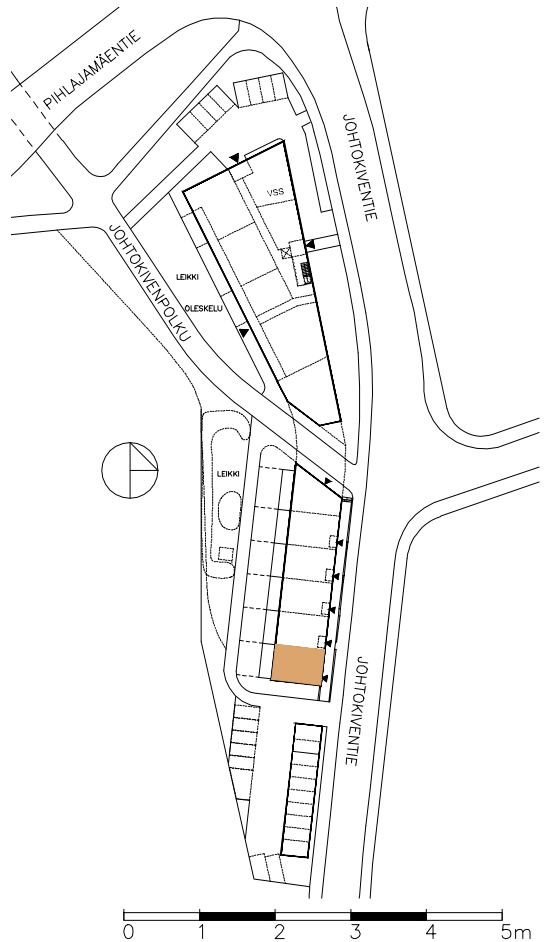 PIHLAJAMÄENTIE
JOHTOKIVENTIE
VSS
JOHTOKIVENPOLKU
LEIKKI
OLESKELU
LEIKKI
JOHTOKIVENTIE
0 1 2 3 4 5m